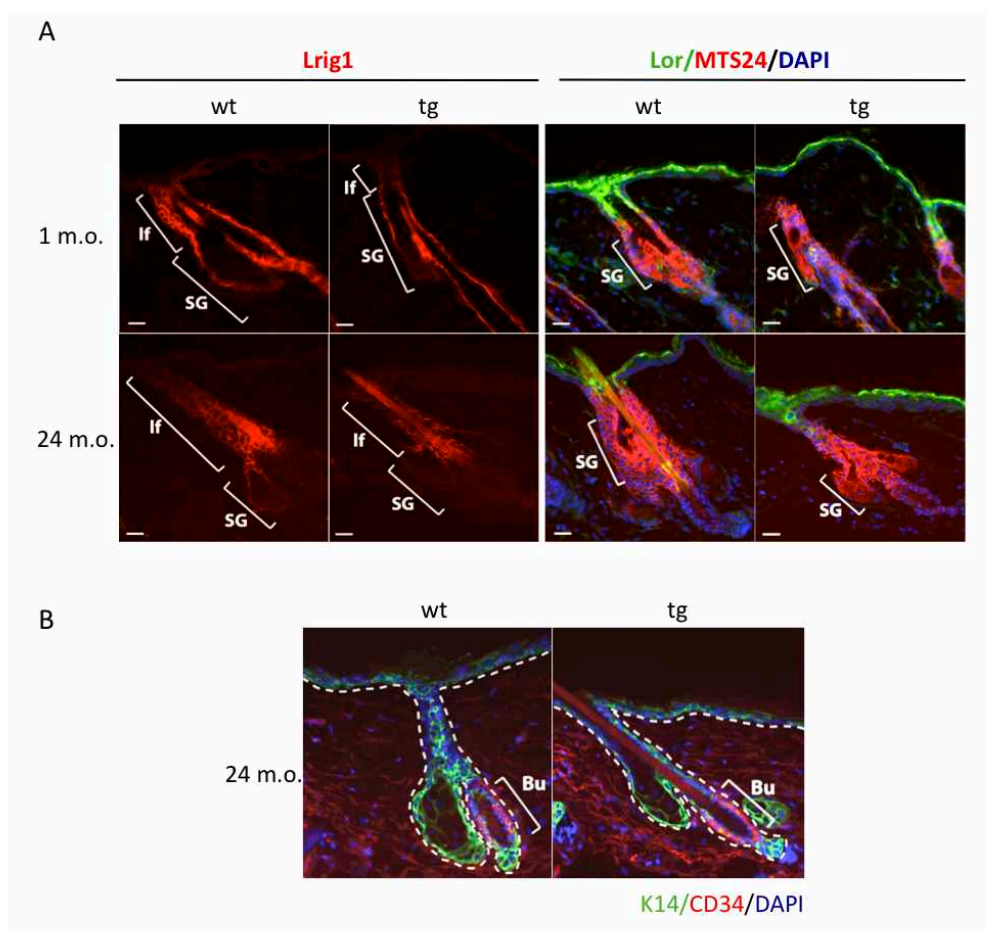 A
Lrig1
Lor/MTS24/DAPI
wt
tg
wt
tg
1 m.o.
If
SG
If
SG
SG
SG
24 m.o.
If
SG
If
SG
SG
SG
B
wt
tg
24 m.o.
Bu
Bu
K14/CD34/DAPI